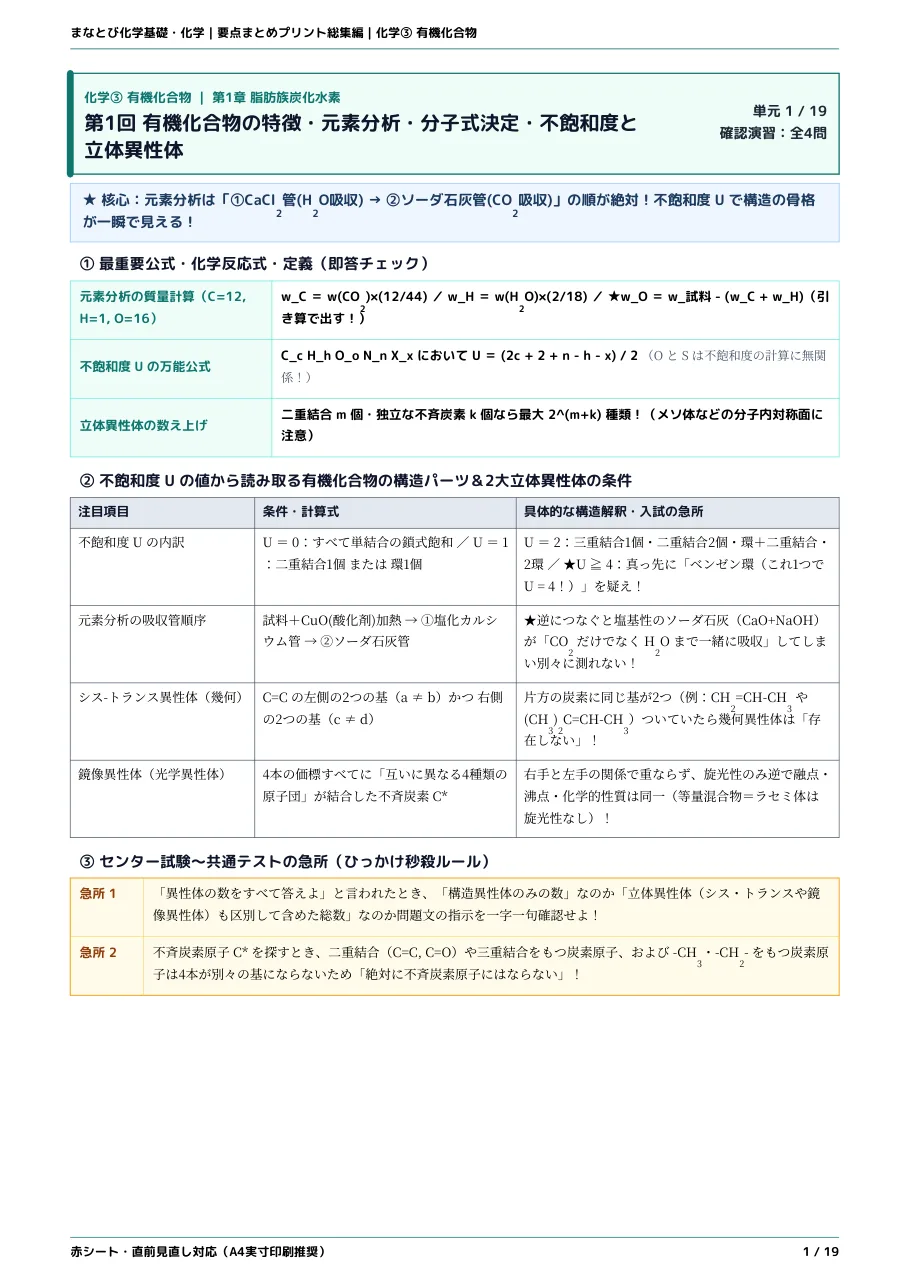 まなとび化学基礎・化学 | 要点まとめプリント総集編 | 化学③ 有機化合物
化学③ 有機化合物 | 第1章 脂肪族炭化水素
第1回 有機化合物の特徴・元素分析・分子式決定・不飽和度と
立体異性体
単元 1 / 19
確認演習：全4問
★ 核心：元素分析は「①CaCl₂管(H₂O吸収) → ②ソーダ石灰管(CO₂吸収)」の順が絶対！不飽和度 U で構造の骨格
が一瞬で見える！
① 最重要公式・化学反応式・定義（即答チェック）
元素分析の質量計算（C=12,
H=1, O=16）
w_C ＝ w(CO₂)×(12/44) ／ w_H ＝ w(H₂O)×(2/18) ／ ★w_O ＝ w_試料 - (w_C + w_H)（引
き算で出す！）
不飽和度 U の万能公式
C_c H_h O_o N_n X_x において U ＝ (2c + 2 + n - h - x) / 2 （O と S は不飽和度の計算に無関
係！）
立体異性体の数え上げ
二重結合 m 個・独立な不斉炭素 k 個なら最大 2^(m+k) 種類！（メソ体などの分子内対称面に
注意）
② 不飽和度 U の値から読み取る有機化合物の構造パーツ＆2大立体異性体の条件
注目項目
条件・計算式
具体的な構造解釈・入試の急所
不飽和度 U の内訳
U ＝ 0：すべて単結合の鎖式飽和 ／ U ＝ 1
：二重結合1個 または 環1個
U ＝ 2：三重結合1個・二重結合2個・環＋二重結合・
2環 ／ ★U ≧ 4：真っ先に「ベンゼン環（これ1つで
U＝4！）」を疑え！
元素分析の吸収管順序
試料＋CuO(酸化剤)加熱 → ①塩化カルシ
ウム管 → ②ソーダ石灰管
★逆につなぐと塩基性のソーダ石灰（CaO+NaOH）
が「CO₂だけでなく H₂O まで一緒に吸収」してしま
い別々に測れない！
シス-トランス異性体（幾何）
C=C の左側の2つの基（a ≠ b）かつ 右側
の2つの基（c ≠ d）
片方の炭素に同じ基が2つ（例：CH₂=CH-CH₃ や
(CH₃)₂C=CH-CH₃）ついていたら幾何異性体は「存
在しない」！
鏡像異性体（光学異性体）
4本の価標すべてに「互いに異なる4種類の
原子団」が結合した不斉炭素 C*
右手と左手の関係で重ならず、旋光性のみ逆で融点・
沸点・化学的性質は同一（等量混合物＝ラセミ体は
旋光性なし）！
③ センター試験〜共通テストの急所（ひっかけ秒殺ルール）
急所 1
「異性体の数をすべて答えよ」と言われたとき、「構造異性体のみの数」なのか「立体異性体（シス・トランスや鏡
像異性体）も区別して含めた総数」なのか問題文の指示を一字一句確認せよ！
急所 2
不斉炭素原子 C* を探すとき、二重結合（C=C, C=O）や三重結合をもつ炭素原子、および -CH₃・-CH₂- をもつ炭素原
子は4本が別々の基にならないため「絶対に不斉炭素原子にはならない」！
赤シート・直前見直し対応（A4実寸印刷推奨）
1 / 19